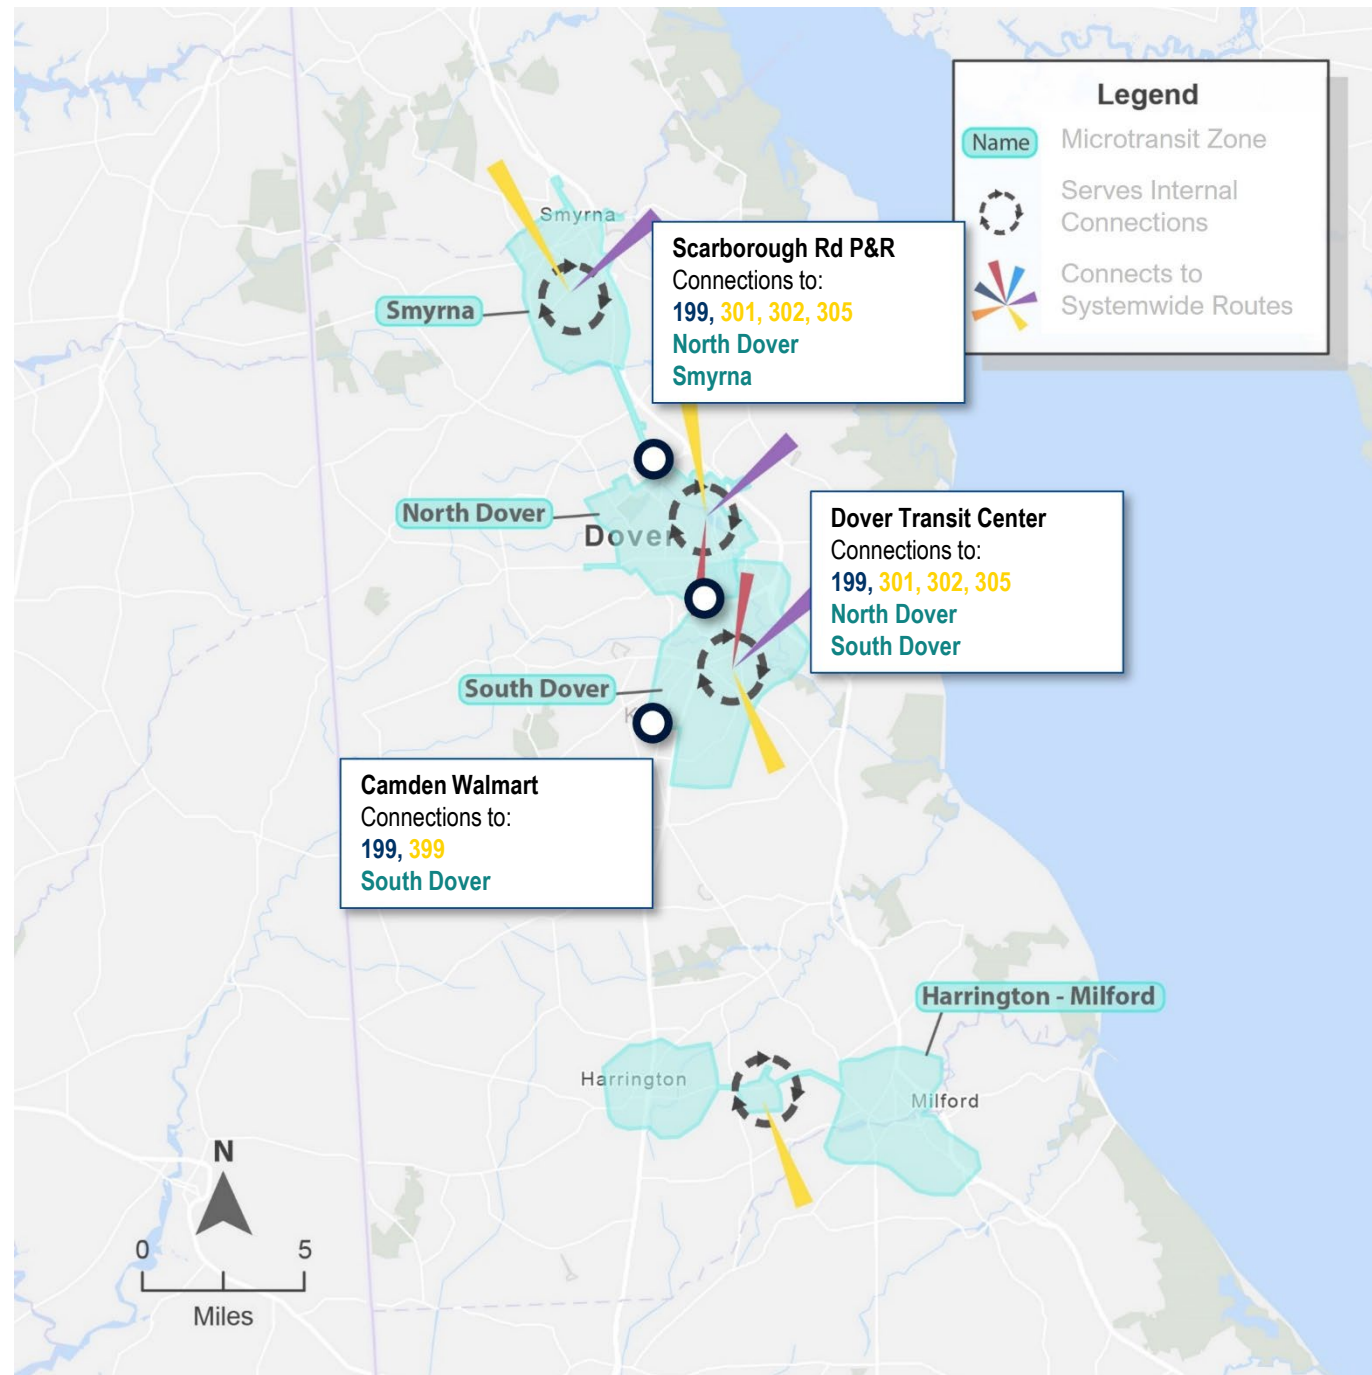 Legend
Name
Microtransit Zone
Serves Internal
Connections
Connects to
Systemwide Routes
Smyrna
Smyrna
Scarborough Rd P&R
Connections to:
199, 301, 302, 305
North Dover
Smyrna
North Dover
Dover
Dover Transit Center
Connections to:
199, 301, 302, 305
North Dover
South Dover
South Dover
K
Camden Walmart
Connections to:
199, 399
South Dover
Harrington - Milford
Harrington
Milford
N
0 5
Miles